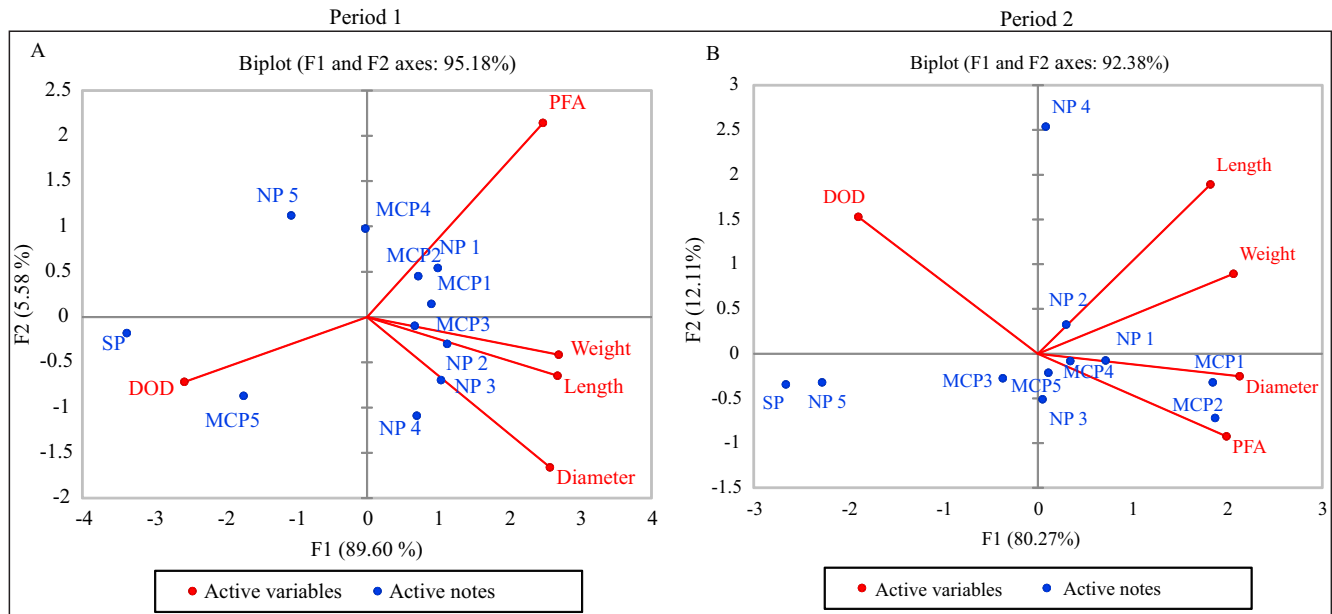 Period 1
Period 2
A
Biplot (F1 and F2 axes: 95.18%)
2.5
2
1.5
1
0.5
0
-0.5
-1
-1.5
-2
F2 (5.58 %)
PFA
NP 5
MCP4
NP 1
MCP2
MCP1
MCP3
SP
Weight
NP 2
Length
DOD
NP 3
MCP5
NP 4
Diameter
-4
-3
-2
-1
0
1
2
3
4
F1 (89.60 %)
Active variables
Active notes
B
Biplot (F1 and F2 axes: 92.38%)
3
2.5
2
1.5
1
0.5
0
-0.5
-1
-1.5
F2 (12.11%)
NP 4
Length
DOD
Weight
NP 2
NP 1
MCP1
MCP4
MCP3
MCP5
Diameter
SP
NP 5
MCP2
NP 3
PFA
-3
-2
-1
0
1
2
3
F1 (80.27%)
Active variables
Active notes